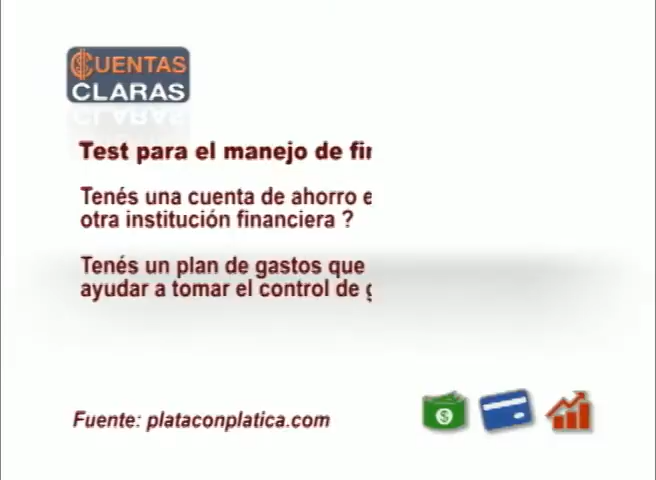 CUENTAS
CLARAS
Test para el manejo de
Tenés una cuenta de ahorro
otra institución financiera ?
Tenés un plan de gastos que
ayudar a tomar el control de
Fuente: plataconplatica.com